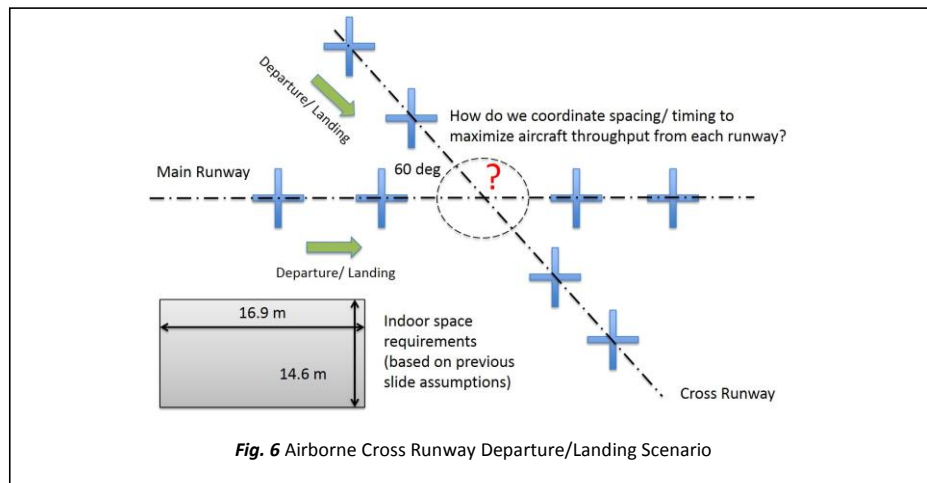 Departure/ Landing
How do we coordinate spacing/ timing to
maximize aircraft throughput from each runway?
60 deg
?
Main Runway
Departure/ Landing
16.9 m
14.6 m
Indoor space
requirements
(based on previous
slide assumptions)
Cross Runway
Fig. 6 Airborne Cross Runway Departure/Landing Scenario